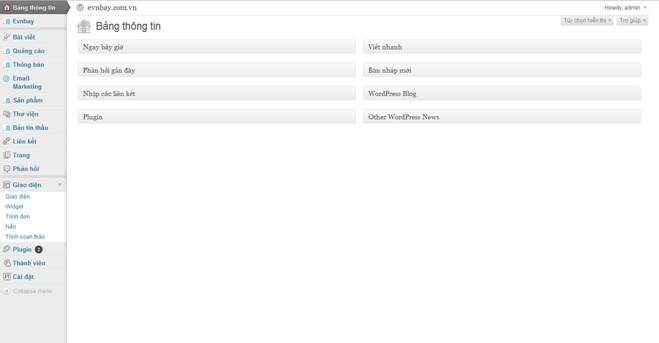 Bảng thông tin
Evnbay
Bài viết
Quảng cáo
Thông báo
Email
Marketing
Sản phẩm
Thư viện
Bản tin thầu
Liên kết
Trang
Phản hồi
Giao diện
Giao diện
Widget
Trình đơn
Nền
Trình soạn thảo
Plugin
Thành viên
Cài đặt
Collapse menu
evnbay.com.vn
Howdy, admin
Tùy chọn hiển thị
Trợ giúp
Bảng thông tin
Ngay bây giờ
Viết nhanh
Phản hồi gần đây
Bản nháp mới
Nhập các liên kết
WordPress Blog
Plugin
Other WordPress News